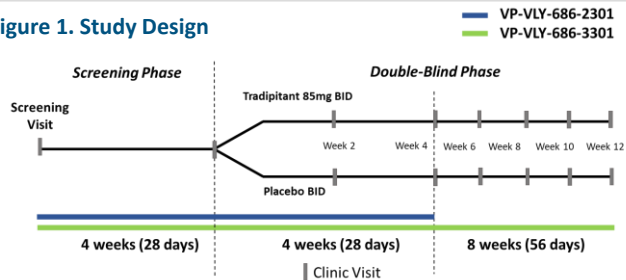 igure 1. Study Design
VP-VLY-686-2301
VP-VLY-686-3301
Screening Phase
Double-Blind Phase
Screening
Visit
Tradipitant 85mg BID
Week 2
Week 4
Week 6
Week 8
Week 10
Week 12
Placebo BID
4 weeks (28 days)
4 weeks (28 days)
8 weeks (56 days)
Clinic Visit